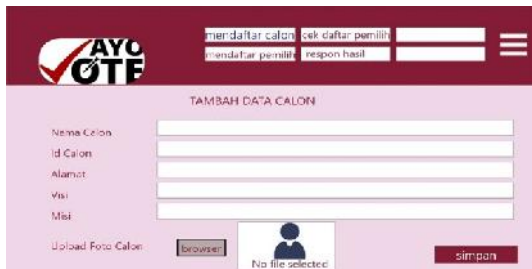 AYO
VOTE
mendaftar calon cek daftar pemilih
mendaftar pemilih respon hasil
TAMBAH DATA CALON
Nama Calon
Id Calon
Alamat
Visi
Misi
Upload Foto Calon browser
No file selected
simpan